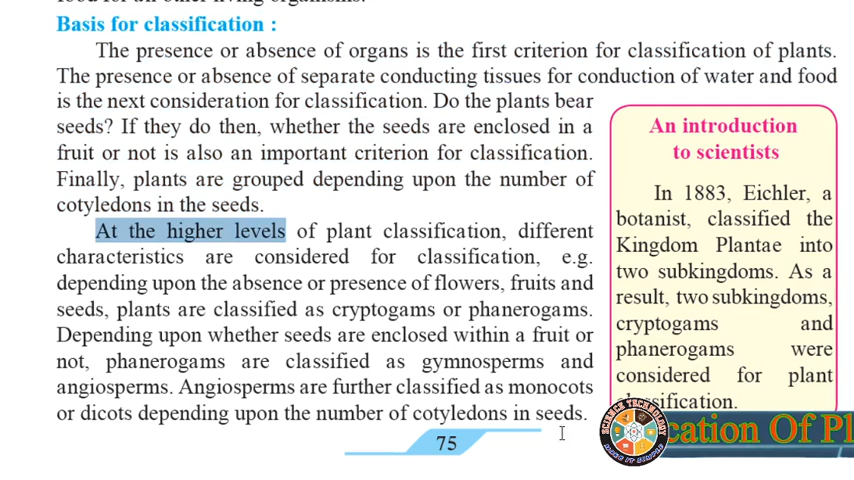 Basis for classification :
The presence or absence of organs is the first criterion for classification of plants.
The presence or absence of separate conducting tissues for conduction of water and food
is the next consideration for classification. Do the plants bear
seeds? If they do then, whether the seeds are enclosed in a
fruit or not is also an important criterion for classification.
Finally, plants are grouped depending upon the number of
cotyledons in the seeds.
At the higher levels of plant classification, different
characteristics are considered for classification, e.g.
depending upon the absence or presence of flowers, fruits and
seeds, plants are classified as cryptogams or phanerogams.
Depending upon whether seeds are enclosed within a fruit or
not, phanerogams are classified as gymnosperms and
angiosperms. Angiosperms are further classified as monocots
or dicots depending upon the number of cotyledons in seeds.
An introduction
to scientists
In 1883, Eichler, a
botanist, classified the
Kingdom Plantae into
two subkingdoms. As a
result, two subkingdoms,
cryptogams and
phanerogams were
considered for plant
75
SCIENCE TECHNOLOGY
MAKE IT SIMPLE
cation Of Pl